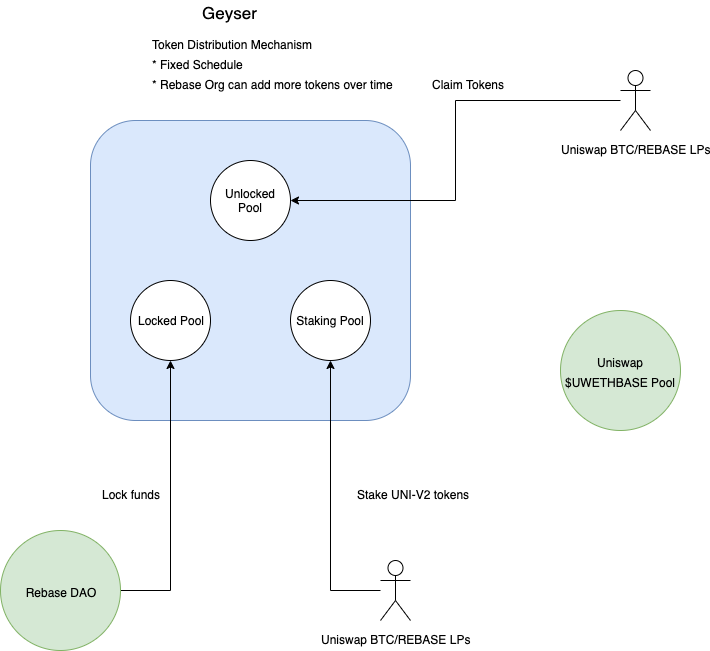 Geyser
Token Distribution Mechanism
* Fixed Schedule
* Rebase Org can add more tokens over time
Claim Tokens
Uniswap BTC/REBASE LPs
Unlocked
Pool
Locked Pool
Staking Pool
Uniswap
$UWETHBASE Pool
Lock funds
Stake UNI-V2 tokens
Rebase DAO
Uniswap BTC/REBASE LPs